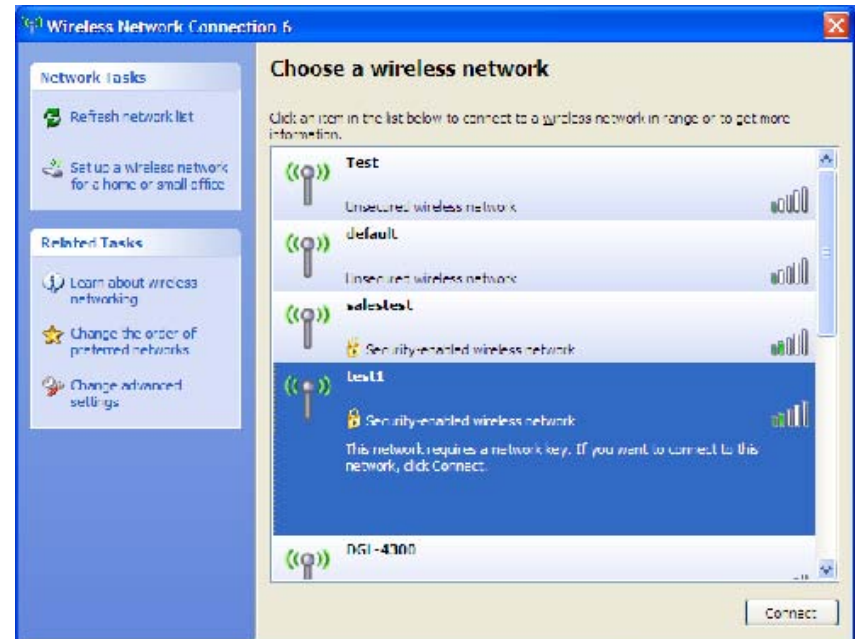 Wireless Network Connection 6
Network Tasks
Refresh network list
Set up a wireless network
for a home or small office
Related Tasks
Learn about wireless
networking
Change the order of
preferred networks
Change advanced
settings
Choose a wireless network
Click an item in the list below to connect to a wireless network in range or to get more
information.
Test
Unsecured wireless network
default
Unsecured wireless network
salestest
Security-enabled wireless network
test1
Security-enabled wireless network
This network requires a network key. If you want to connect to this
network, click Connect.
DGL-4300
Connect